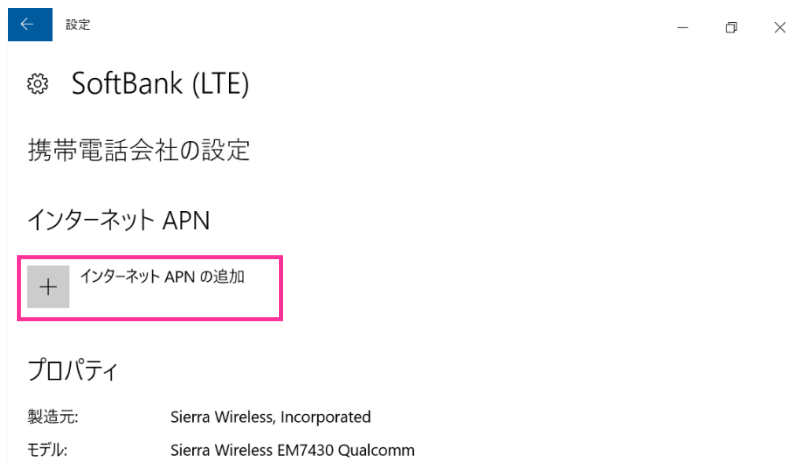 設定
SoftBank (LTE)
携帯電話会社の設定
インターネット APN
インターネット APN の追加
プロパティ
製造元: Sierra Wireless, Incorporated
モデル: Sierra Wireless EM7430 Qualcomm